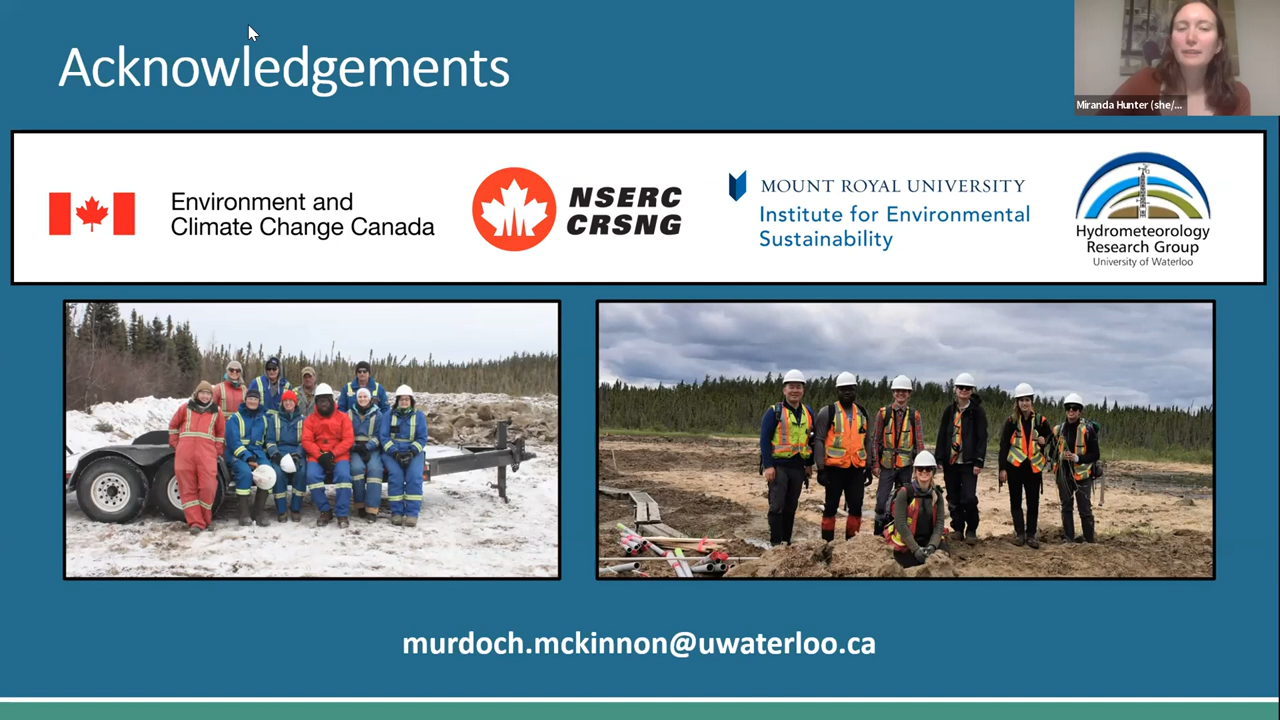 Acknowledgements
Miranda Hunter (she/...
Environment and
Climate Change Canada
NSERC
CRSNG
MOUNT ROYAL UNIVERSITY
Institute for Environmental
Sustainability
Hydrometeorology
Research Group
University of Waterloo
murdoch.mckinnon@uwaterloo.ca